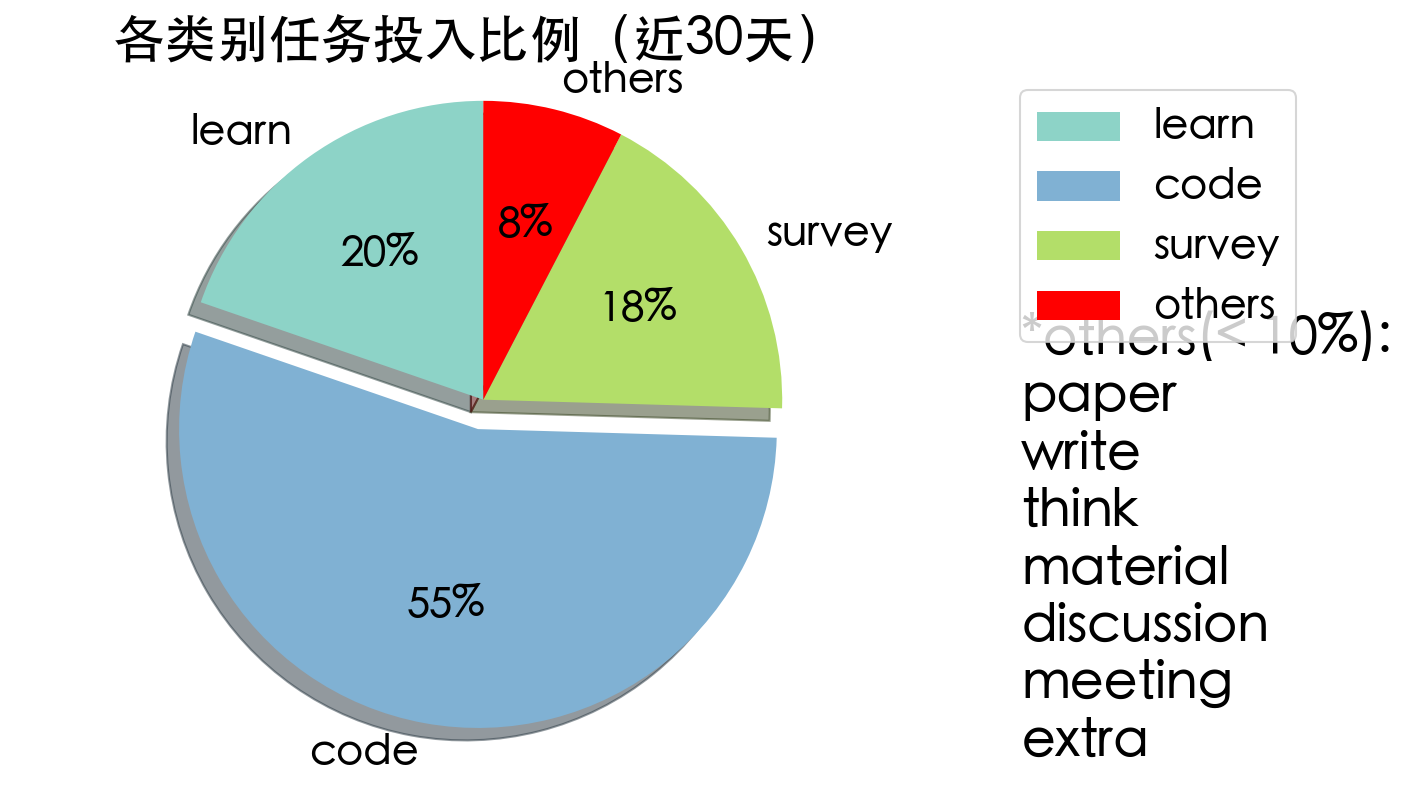 各类别任务投入比例（近30天）
others
learn
survey
8%
20%
18%
55%
code
learn
code
survey
others
*others(< 10%):
paper
write
think
material
discussion
meeting
extra